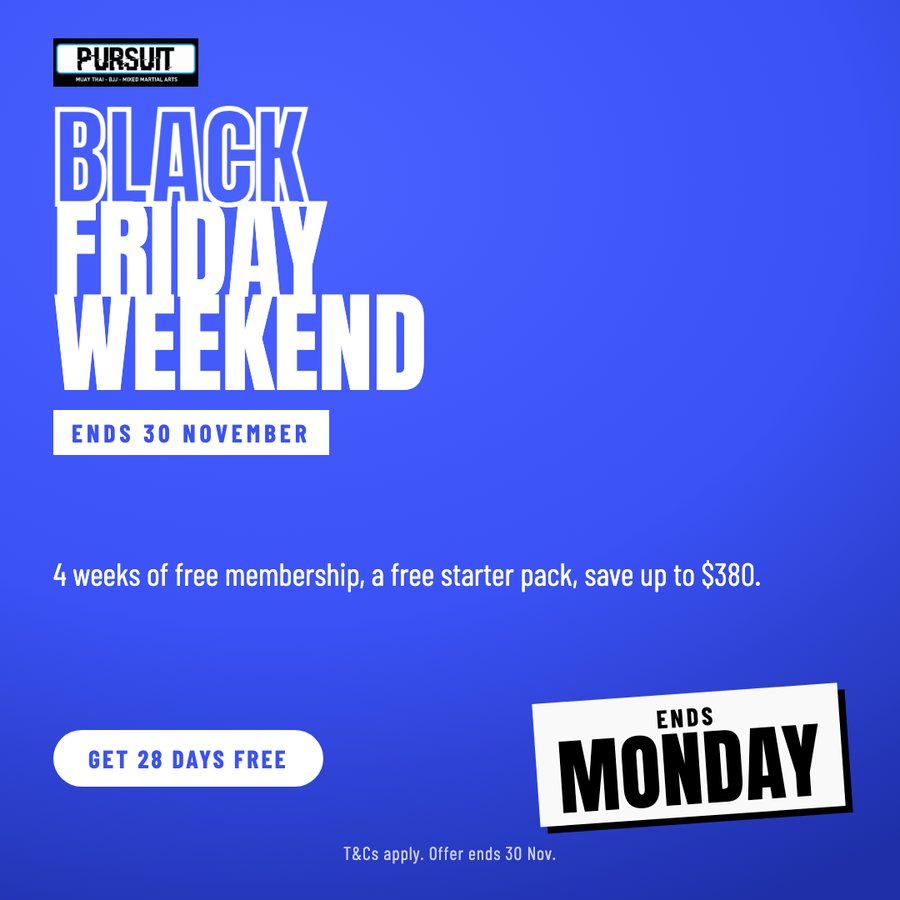 PURSUIT
MUAY THAI - BJJ - MIXED MARTIAL ARTS
BLACK
FRIDAY
WEEKEND
ENDS 30 NOVEMBER
4 weeks of free membership, a free starter pack, save up to $380.
GET 28 DAYS FREE
ENDS
MONDAY
T&Cs apply. Offer ends 30 Nov.